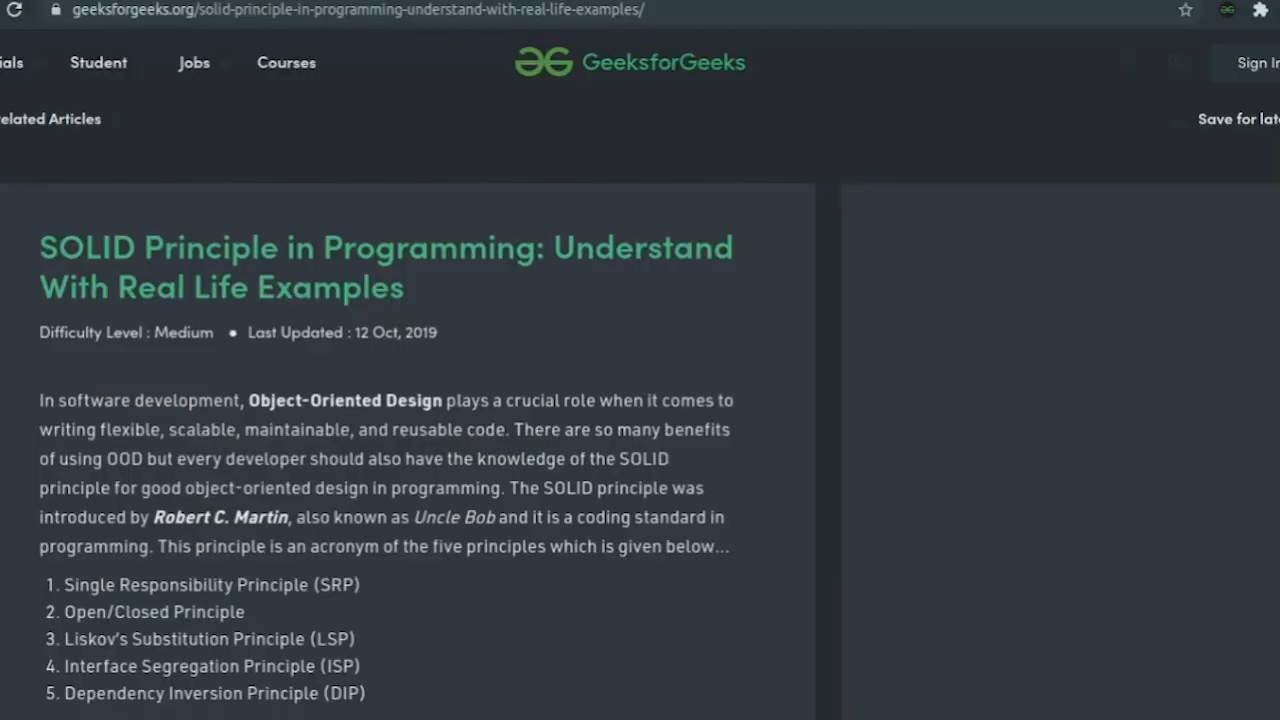 geeksforgeeks.org/solid-principle-in-programming-understand-with-real-life-examples/
ials Student Jobs Courses GeeksforGeeks Sign In
elated Articles Save for lat
SOLID Principle in Programming: Understand
With Real Life Examples
Difficulty Level : Medium ● Last Updated : 12 Oct, 2019
In software development, Object-Oriented Design plays a crucial role when it comes to
writing flexible, scalable, maintainable, and reusable code. There are so many benefits
of using OOD but every developer should also have the knowledge of the SOLID
principle for good object-oriented design in programming. The SOLID principle was
introduced by Robert C. Martin, also known as Uncle Bob and it is a coding standard in
programming. This principle is an acronym of the five principles which is given below...
1. Single Responsibility Principle (SRP)
2. Open/Closed Principle
3. Liskov's Substitution Principle (LSP)
4. Interface Segregation Principle (ISP)
5. Dependency Inversion Principle (DIP)